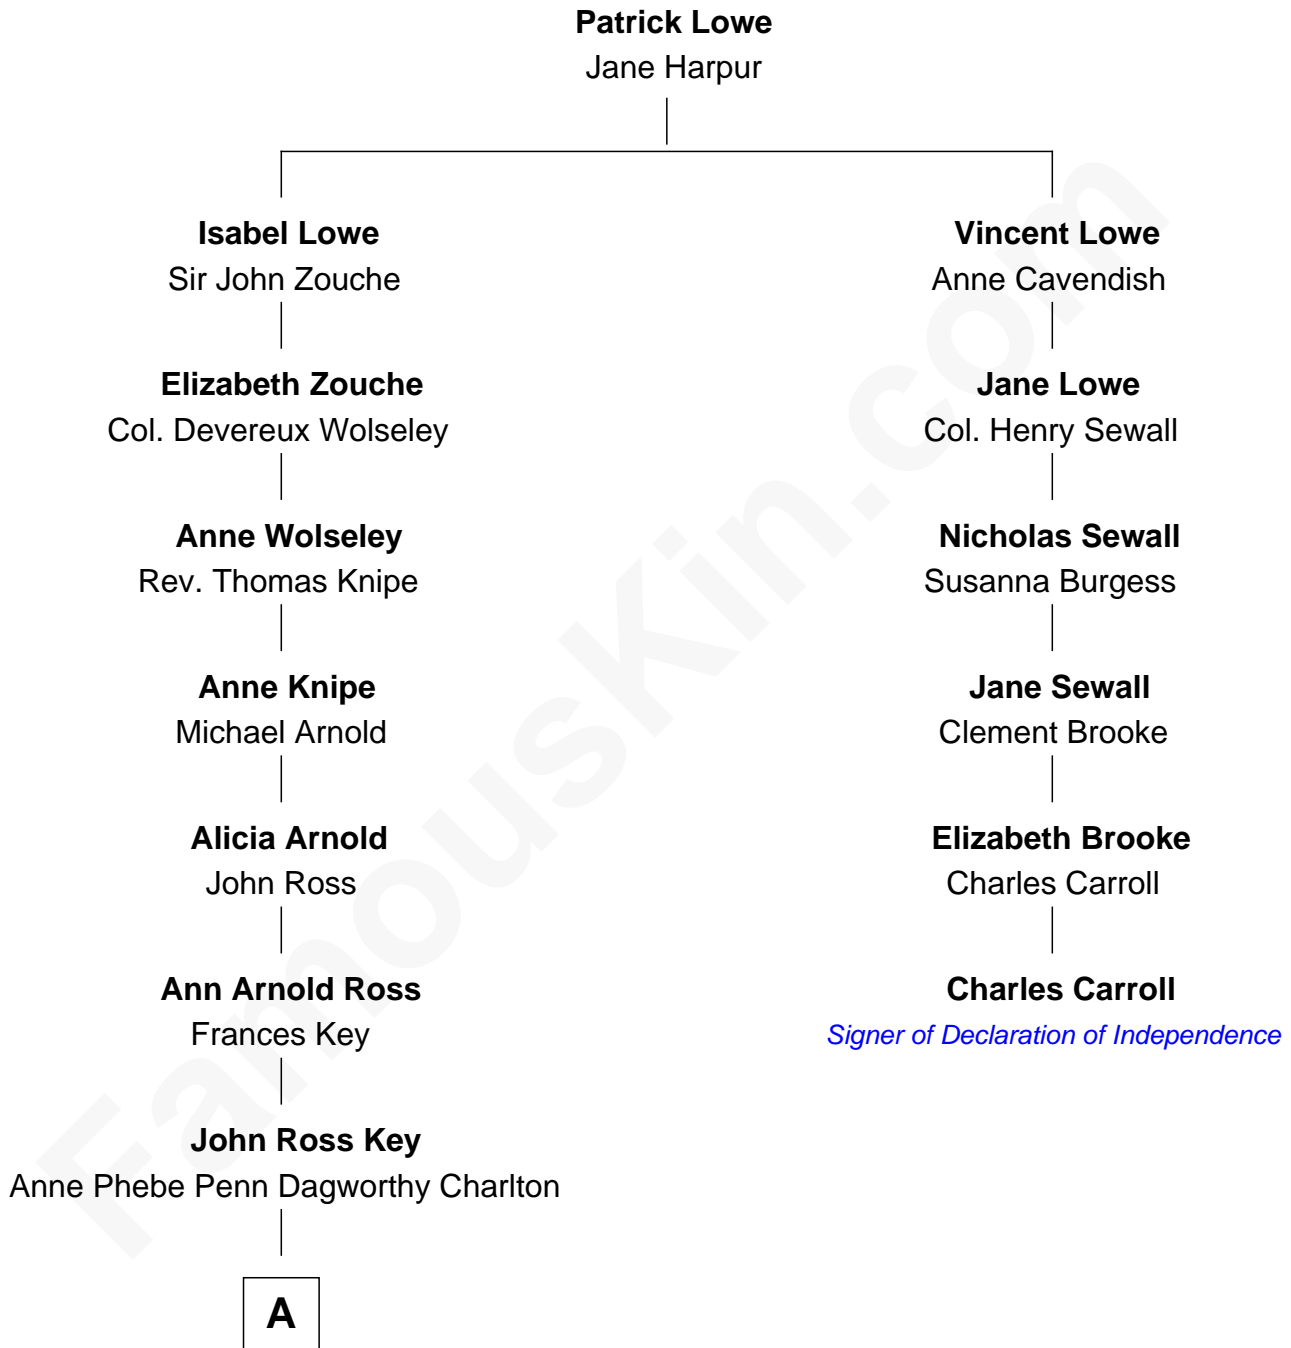 Patrick Lowe
Jane Harpur
Isabel Lowe
Sir John Zouche
Vincent Lowe
Anne Cavendish
Elizabeth Zouche
Col. Devereux Wolseley
Jane Lowe
Col. Henry Sewall
Anne Wolseley
Rev. Thomas Knipe
Nicholas Sewall
Susanna Burgess
Anne Knipe
Michael Arnold
Jane Sewall
Clement Brooke
Alicia Arnold
John Ross
Elizabeth Brooke
Charles Carroll
Ann Arnold Ross
Frances Key
Charles Carroll
Signer of Declaration of Independence
John Ross Key
Anne Phebe Penn Dagworthy Charlton
A
FamousKin.com